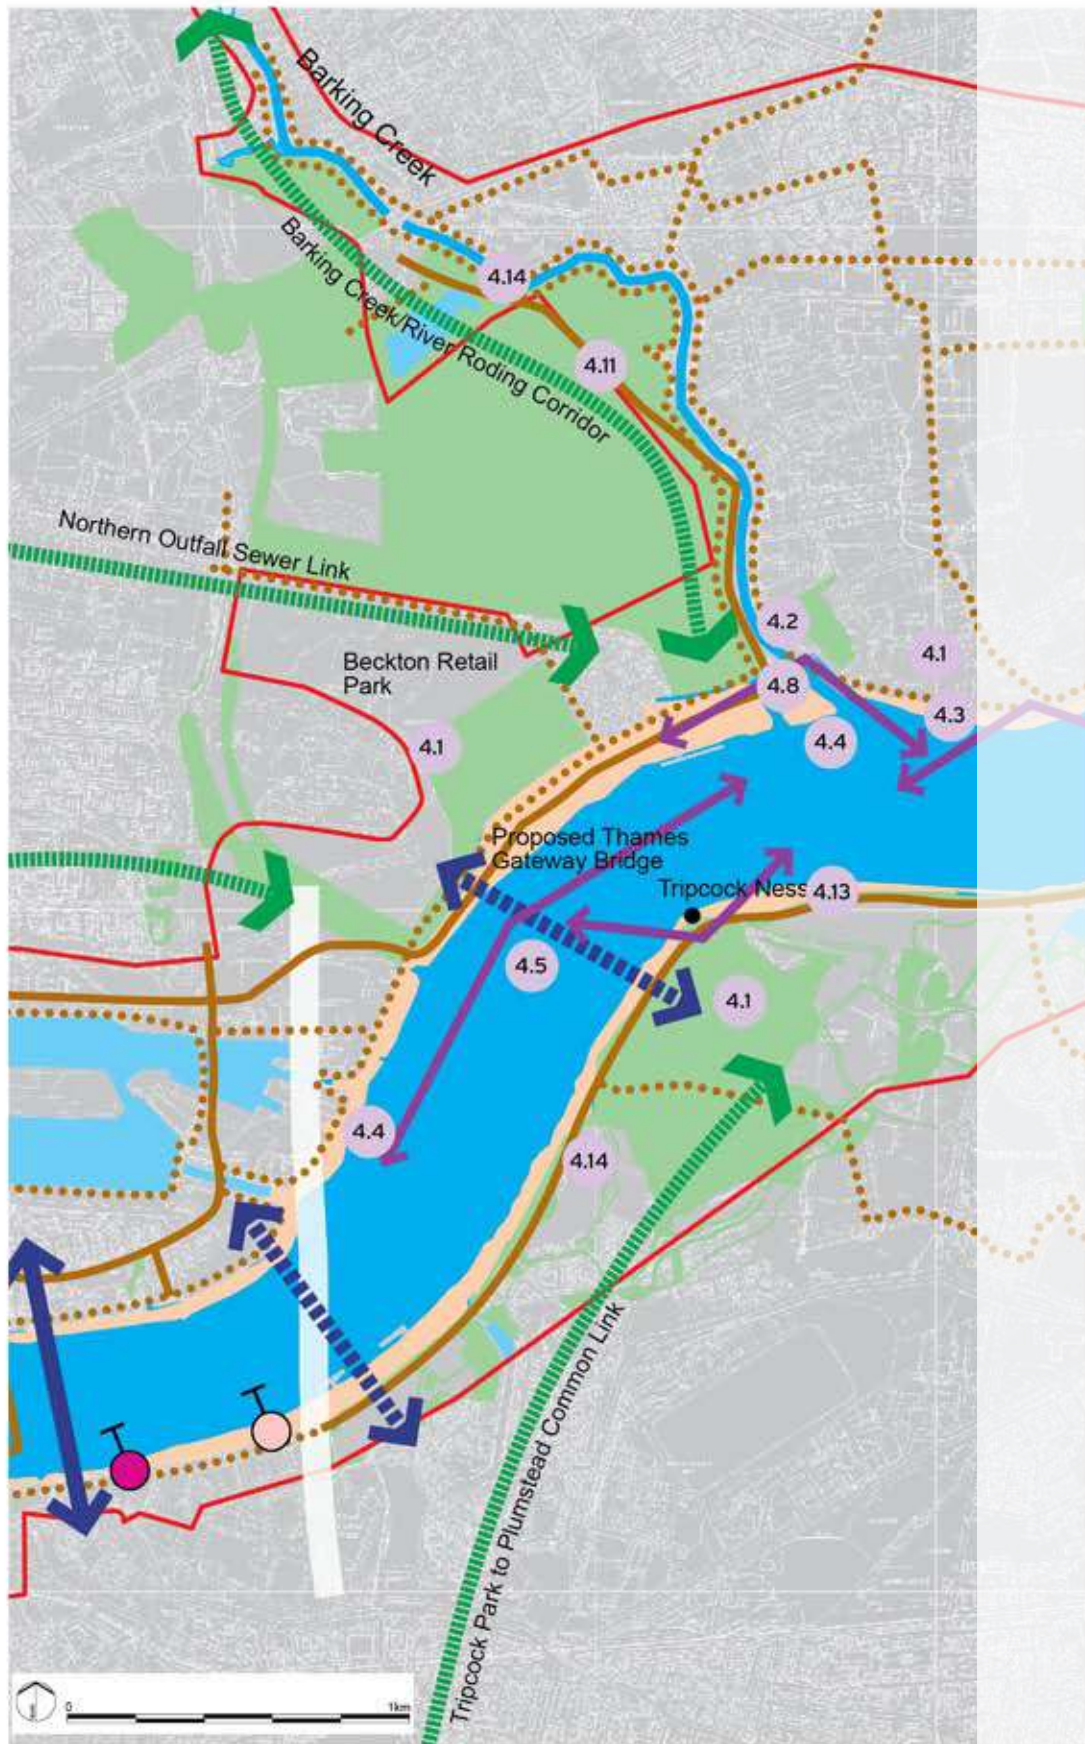 Barking Creek
4.14
Barking Creek/River Roding Corridor
4.11
Northern Outfall Sewer Link
4.2
4.1
Beckton Retail
Park
4.8
4.3
4.1
4.4
Proposed Thames
Gateway Bridge
Tripcock Ness
4.13
4.5
4.1
4.4
4.14
Tripcock Park to Plumstead Common Link
0
1km